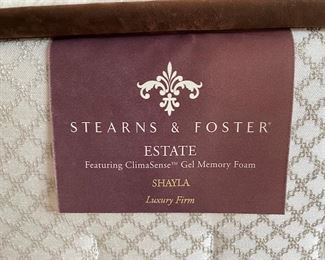 STEARNS & FOSTER®
ESTATE
Featuring ClimaSense™ Gel Memory Foam
SHAYLA
Luxury Firm